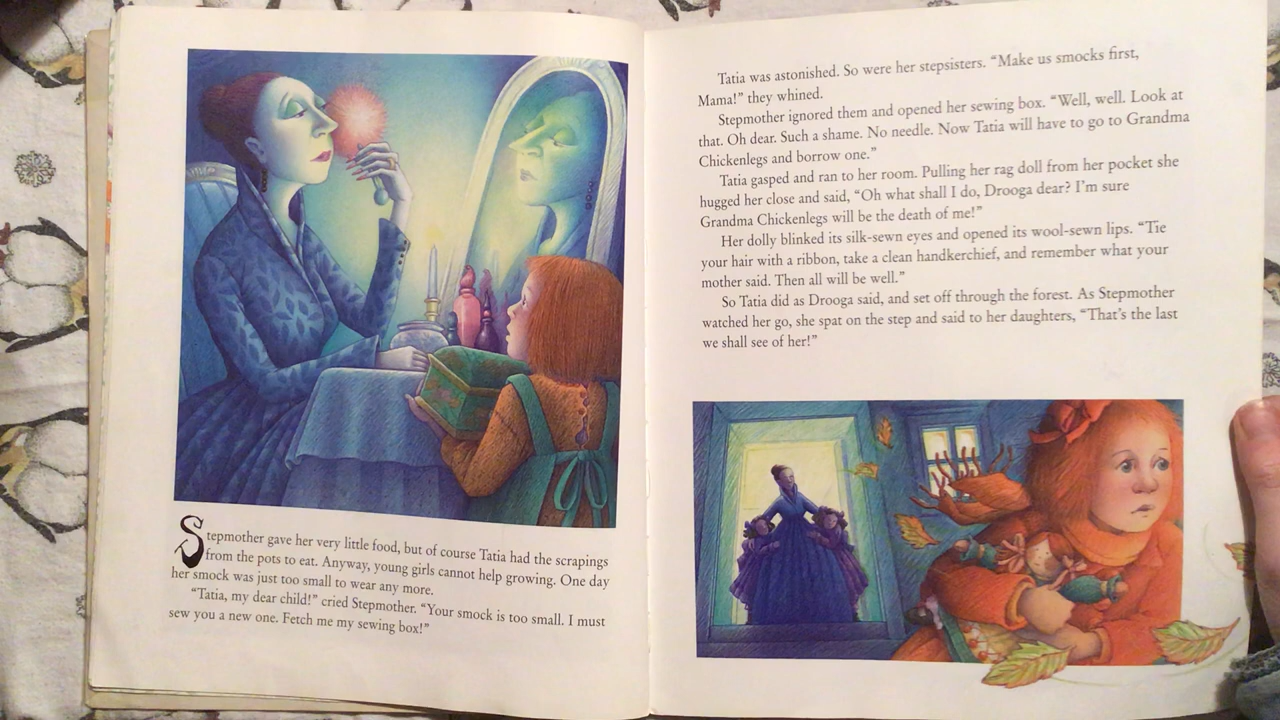 Stepmother gave her very little food, but of course Tatia had the scrapings
from the pots to eat. Anyway, young girls cannot help growing. One day
her smock was just too small to wear any more.
“Tatia, my dear child!” cried Stepmother. “Your smock is too small. I must
sew you a new one. Fetch me my sewing box!”
Tatia was astonished. So were her stepsisters. “Make us smocks first,
Mama!” they whined.
Stepmother ignored them and opened her sewing box. “Well, well. Look at
that. Oh dear. Such a shame. No needle. Now Tatia will have to go to Grandma
Chickenlegs and borrow one.”
Tatia gasped and ran to her room. Pulling her rag doll from her pocket she
hugged her close and said, “Oh what shall I do, Drooga dear? I’m sure
Grandma Chickenlegs will be the death of me!”
Her dolly blinked its silk-sewn eyes and opened its wool-sewn lips. “Tie
your hair with a ribbon, take a clean handkerchief, and remember what your
mother said. Then all will be well.”
So Tatia did as Drooga said, and set off through the forest. As Stepmother
watched her go, she spat on the step and said to her daughters, “That’s the last
we shall see of her!”